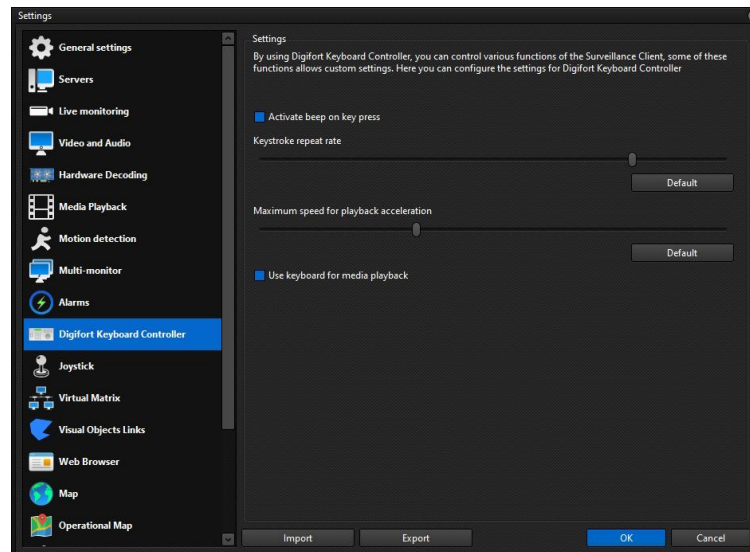 Settings
General settings
Servers
Live monitoring
Video and Audio
Hardware Decoding
Media Playback
Motion detection
Multi-monitor
Alarms
Digifort Keyboard Controller
Joystick
Virtual Matrix
Visual Objects Links
Web Browser
Map
Operational Map
Settings
By using Digifort Keyboard Controller, you can control various functions of the Surveillance Client, some of these
functions allows custom settings. Here you can configure the settings for Digifort Keyboard Controller
Activate beep on key press
Keystroke repeat rate
Default
Maximum speed for playback acceleration
Default
Use keyboard for media playback
Import
Export
OK
Cancel